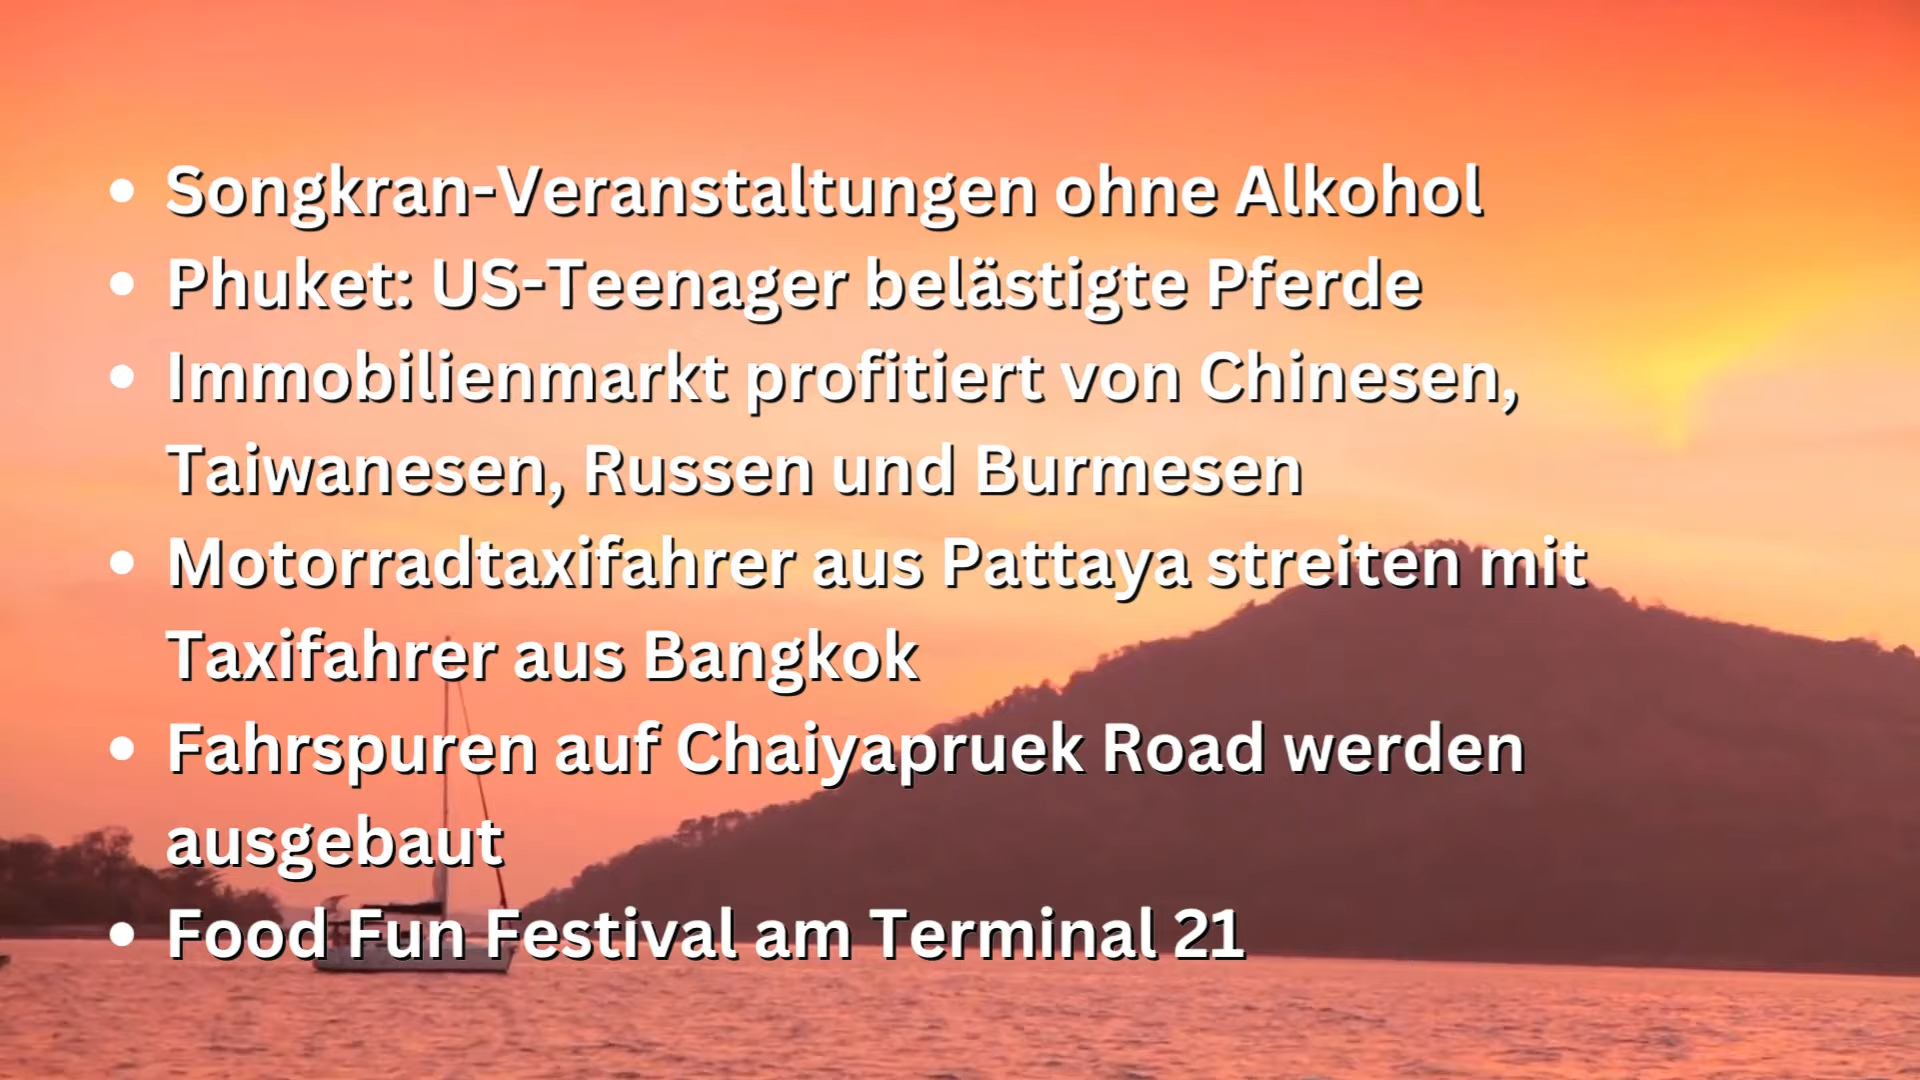 • Songkran-Veranstaltungen ohne Alkohol
• Phuket: US-Teenager belästigte Pferde
• Immobilienmarkt profitiert von Chinesen,
Taiwanesen, Russen und Burmesen
• Motorradtaxifahrer aus Pattaya streiten mit
Taxifahrer aus Bangkok
• Fahrspuren auf Chaiyapruek Road werden
ausgebaut
• Food Fun Festival am Terminal 21